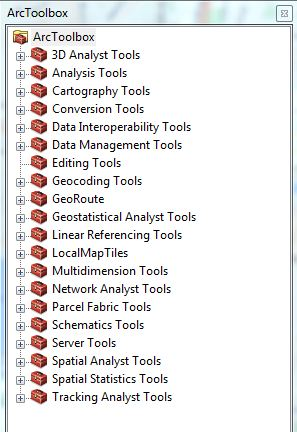 ArcToolbox
ArcToolbox
3D Analyst Tools
Analysis Tools
Cartography Tools
Conversion Tools
Data Interoperability Tools
Data Management Tools
Editing Tools
Geocoding Tools
GeoRoute
Geostatistical Analyst Tools
Linear Referencing Tools
LocalMapTiles
Multidimension Tools
Network Analyst Tools
Parcel Fabric Tools
Schematics Tools
Server Tools
Spatial Analyst Tools
Spatial Statistics Tools
Tracking Analyst Tools